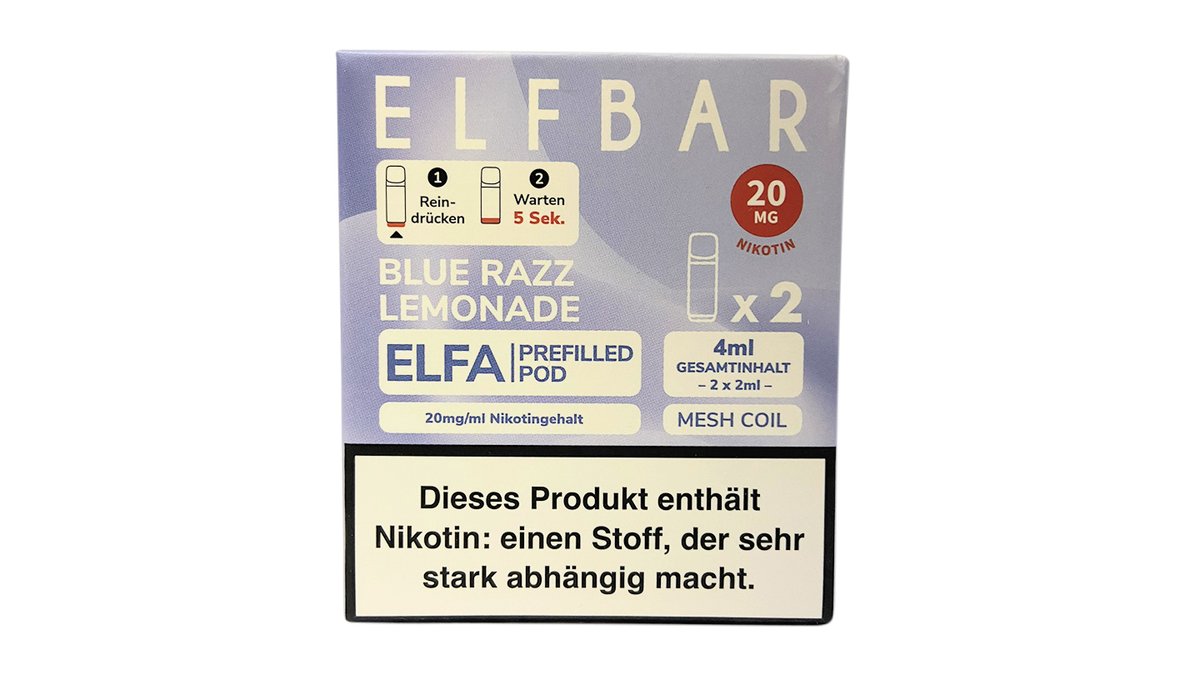 ELFBAR
1
Rein-
drücken
2
Warten
5 Sek.
20
MG
NIKOTIN
BLUE RAZZ
LEMONADE
x 2
ELFA | PREFILLED
POD
4ml
GESAMTINHALT
– 2 x 2ml –
20mg/ml Nikotingehalt
MESH COIL
Dieses Produkt enthält
Nikotin: einen Stoff, der sehr
stark abhängig macht.